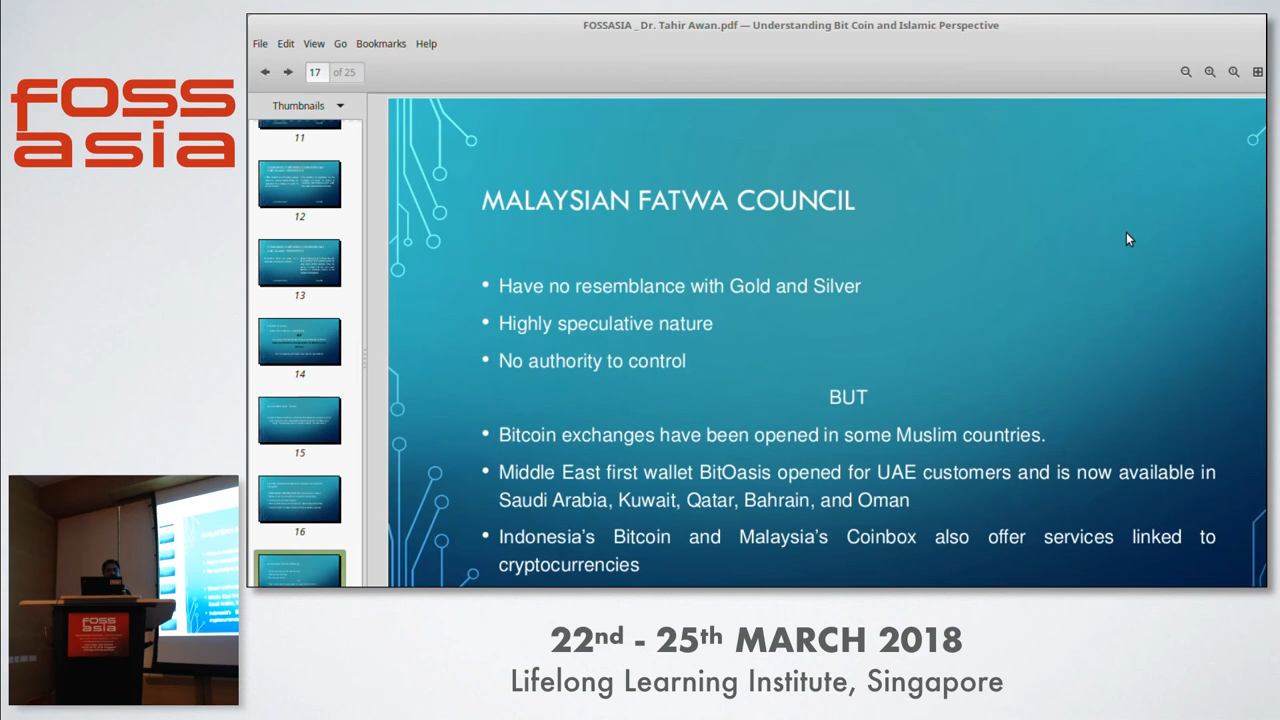 foss
asia
FOSSASIA _ Dr. Tahir Awan.pdf — Understanding Bit Coin and Islamic Perspective
File Edit View Go Bookmarks Help
17 of 25
Thumbnails
11
12
13
14
15
16
MALAYSIAN FATWA COUNCIL
• Have no resemblance with Gold and Silver
• Highly speculative nature
• No authority to control
BUT
• Bitcoin exchanges have been opened in some Muslim countries.
• Middle East first wallet BitOasis opened for UAE customers and is now available in
Saudi Arabia, Kuwait, Qatar, Bahrain, and Oman
• Indonesia's Bitcoin and Malaysia's Coinbox also offer services linked to
cryptocurrencies
foss
asia
22nd - 25th MARCH 2018
Lifelong Learning Institute, Singapore